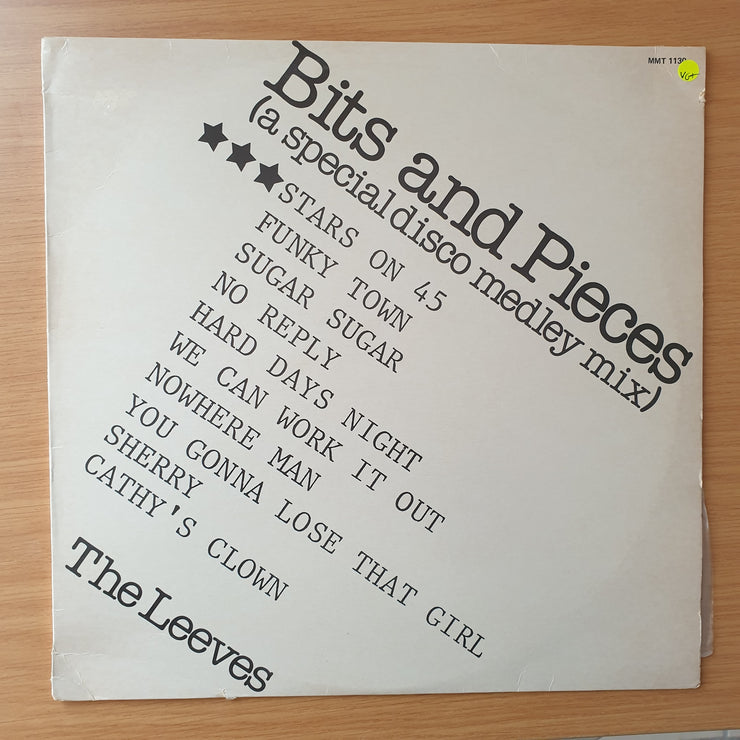 MMT 113
VG+
Bits and Pieces
(a special disco medley mix)
★★★STARS ON 45
FUNKY TOWN
SUGAR SUGAR
NO REPLY
HARD DAYS NIGHT
WE CAN WORK IT OUT
NOWHERE MAN
YOU GONNA LOSE THAT GIRL
SHERRY
CATHY'S CLOWN
The Leeves